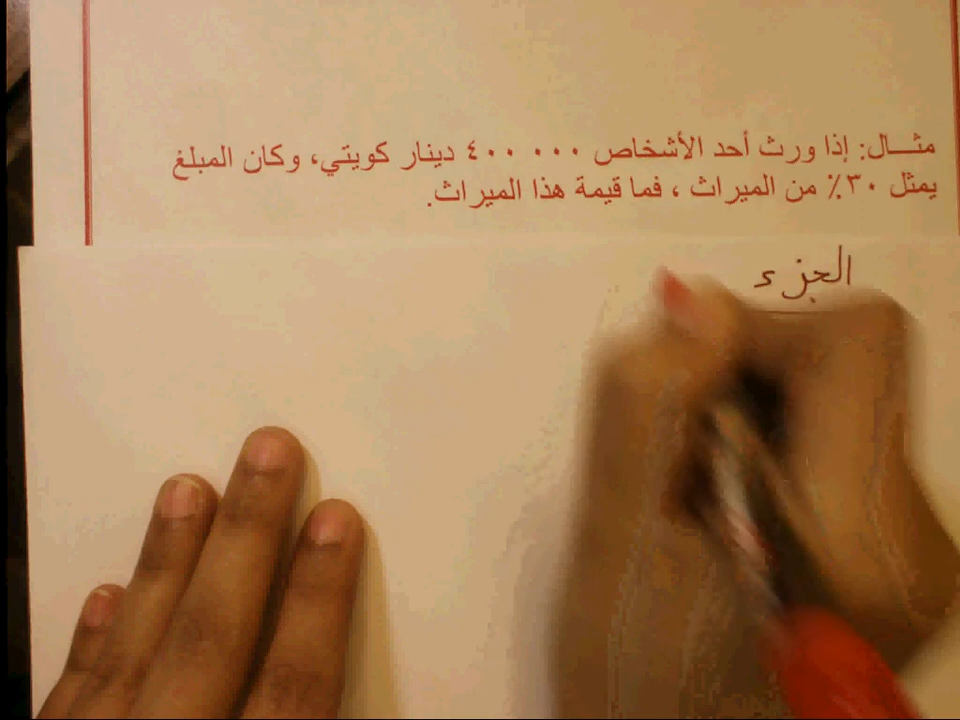 مثـــال: إذا ورث أحد الأشخاص ٤٠٠ ٠٠٠ دينار كويتي، وكان المبلغ
يمثل ٣٠٪ من الميراث ، فما قيمة هذا الميراث.
الجزء